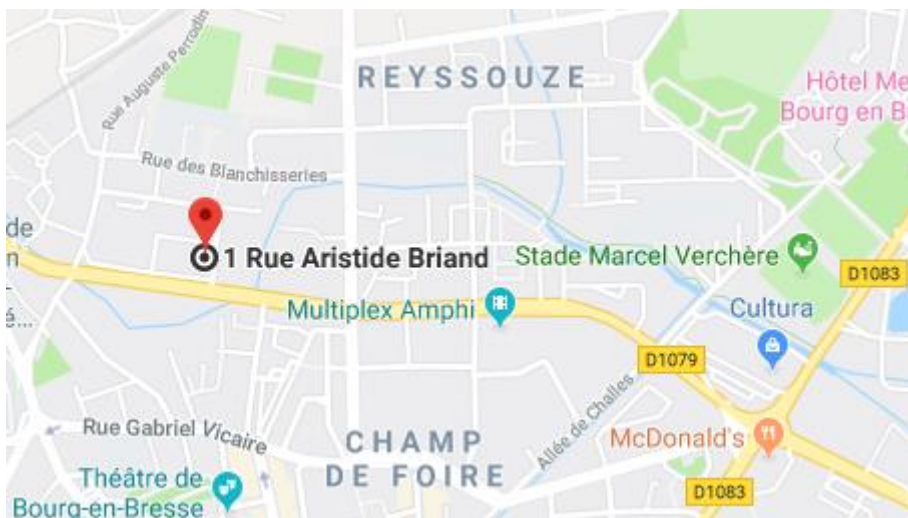 Rue Auguste Perrodin
REYSSOUZE
Hôtel Me
Bourg en B
Rue des Blanchisseries
de
n
1 Rue Aristide Briand
Stade Marcel Verchère
D1083
Multiplex Amphi
Cultura
é...
D1079
Allée de Challes
Rue Gabriel Vicaire
CHAMP
DE FOIRE
McDonald's
Théâtre de
Bourg-en-Bresse
D1083